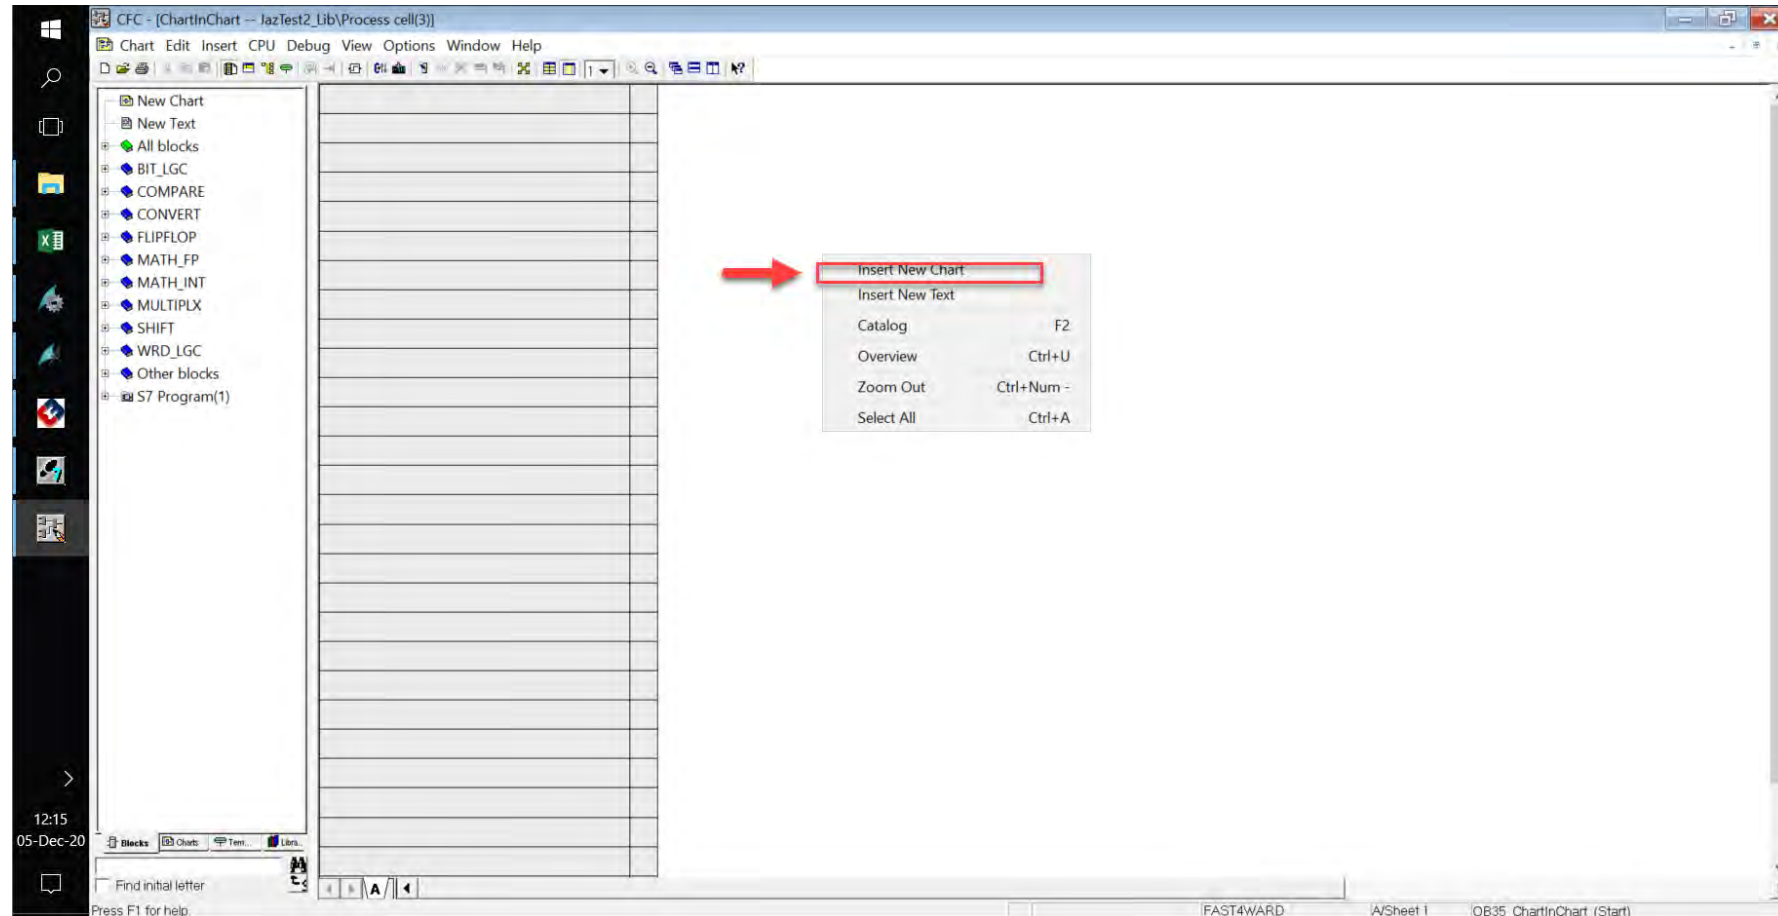 CFC - [ChartInChart -- JazTest2_Lib\Process cell(3)]
Chart Edit Insert CPU Debug View Options Window Help
1
New Chart
New Text
All blocks
BIT_LGC
COMPARE
CONVERT
FLIPFLOP
MATH_FP
MATH_INT
MULTIPLX
SHIFT
WRD_LGC
Other blocks
S7 Program(1)
Insert New Chart
Insert New Text
Catalog F2
Overview Ctrl+U
Zoom Out Ctrl+Num -
Select All Ctrl+A
12:15
05-Dec-20
Blocks Charts Tem... Libra..
Find initial letter
A
Press F1 for help.
FAST4WARD A/Sheet 1 OB35 ChartInChart (Start)